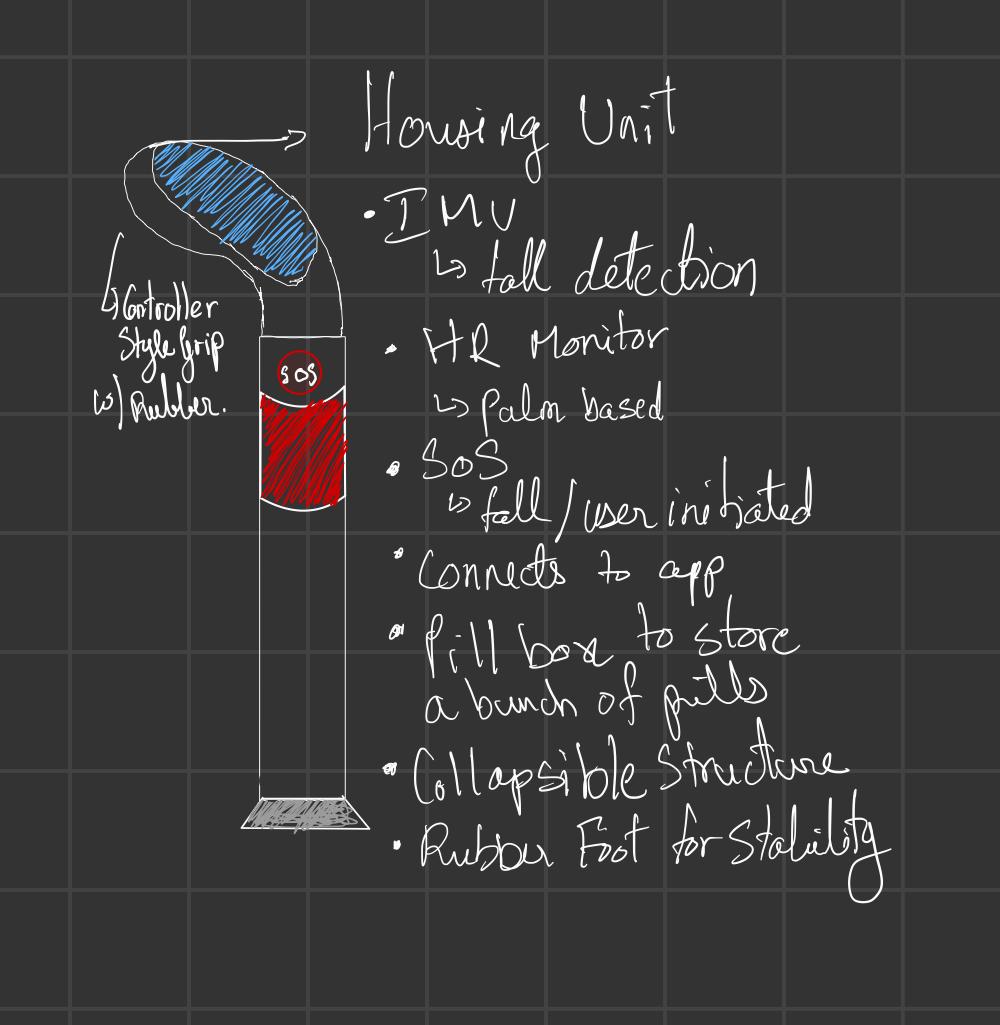 Housing Unit
• IMU
↳ fall detection
• HR Monitor
↳ palm based
• SOS
↳ fall/user initiated
• Connects to app
• Pill box to store
a bunch of pills
• Collapsible structure
• Rubber Foot for stability
↳ Controller
Style Grip
w/ Rubber.
SOS